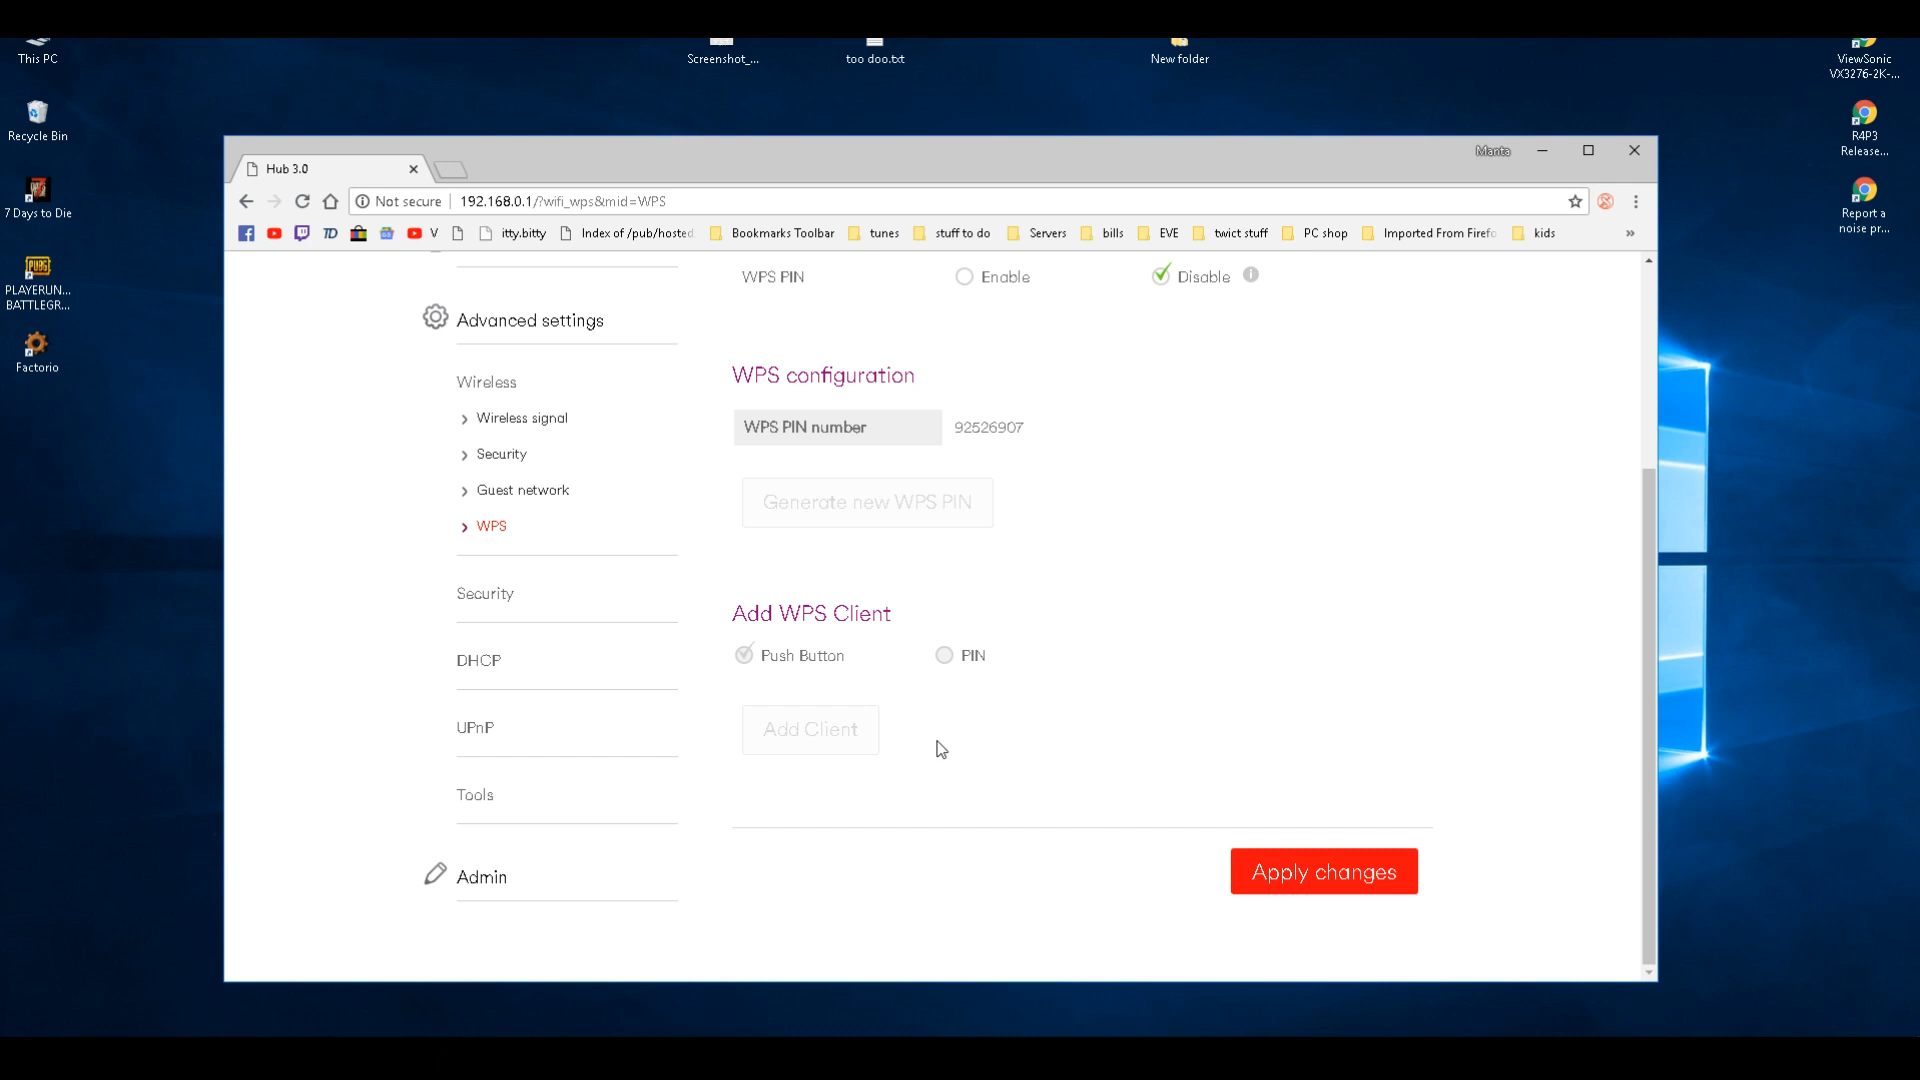 This PC
Screenshot_...
too doo.txt
New folder
ViewSonic
VX3276-2K-...
Recycle Bin
R4P3
Release...
7 Days to Die
Report a
noise pr...
PLAYERUN...
BATTLEGR...
Factorio
Manta
Hub 3.0
Not secure
192.168.0.1/?wifi_wps&mid=WPS
V
itty.bitty
Index of /pub/hosted
Bookmarks Toolbar
tunes
stuff to do
Servers
bills
EVE
twict stuff
PC shop
Imported From Firefo
kids
»
WPS PIN
Enable
Disable
Advanced settings
Wireless
Wireless signal
Security
Guest network
WPS
Security
DHCP
UPnP
Tools
Admin
WPS configuration
WPS PIN number
92526907
Generate new WPS PIN
Add WPS Client
Push Button
PIN
Add Client
Apply changes